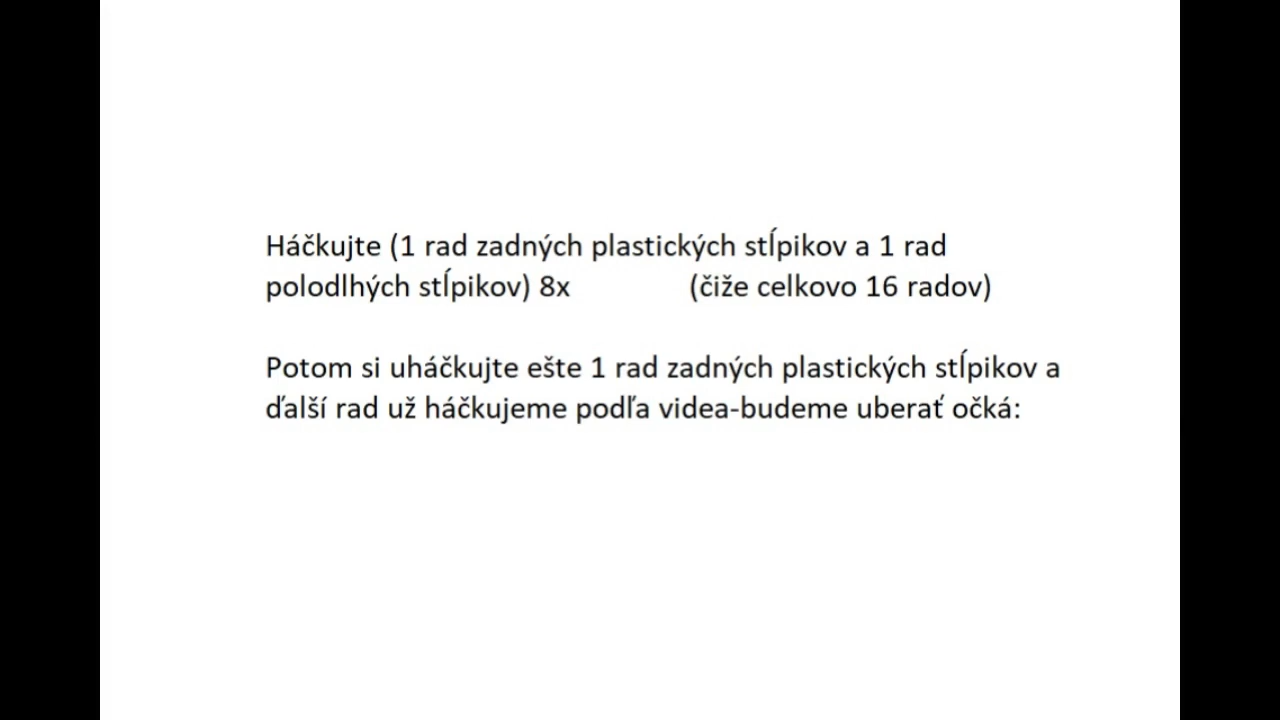 Háčkujte (1 rad zadných plastických stĺpikov a 1 rad
polodlhých stĺpikov) 8x (čiže celkovo 16 radov)
Potom si uháčkujte ešte 1 rad zadných plastických stĺpikov a
ďalší rad už háčkujeme podľa videa-budeme uberať očká: